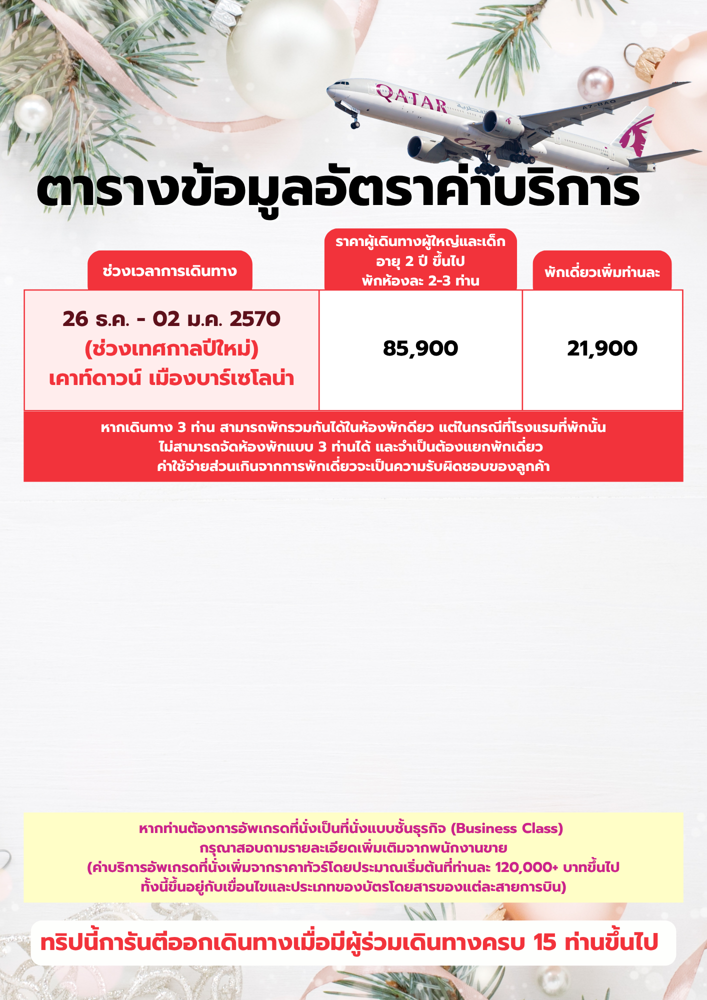 QATAR
القطرية
A7-BAQ
ตารางข้อมูลอัตราค่าบริการ
ช่วงเวลาการเดินทาง
ราคาผู้เดินทางผู้ใหญ่และเด็ก
อายุ 2 ปี ขึ้นไป
พักห้องละ 2-3 ท่าน
พักเดี่ยวเพิ่มท่านละ
26 ธ.ค. - 02 ม.ค. 2570
(ช่วงเทศกาลปีใหม่)
เคาท์ดาวน์ เมืองบาร์เซโลน่า
85,900
21,900
หากเดินทาง 3 ท่าน สามารถพักรวมกันได้ในห้องพักดียว แต่ในกรณีที่โรงแรมที่พักนั้น
ไม่สามารถจัดห้องพักแบบ 3 ท่านได้ และจำเป็นต้องแยกพักเดี่ยว
ค่าใช้จ่ายส่วนเกินจากการพักเดี่ยวจะเป็นความรับผิดชอบของลูกค้า
หากท่านต้องการอัพเกรดที่นั่งเป็นที่นั่งแบบชั้นธุรกิจ (Business Class)
กรุณาสอบถามรายละเอียดเพิ่มเติมจากพนักงานขาย
(ค่าบริการอัพเกรดที่นั่งเพิ่มจากราคาทัวร์โดยประมาณเริ่มต้นที่ท่านละ 120,000+ บาทขึ้นไป
ทั้งนี้ขึ้นอยู่กับเขื่อนไขและประเภทของบัตรโดยสารของแต่ละสายการบิน)
ทริปนี้การันตีออกเดินทางเมื่อมีผู้ร่วมเดินทางครบ 15 ท่านขึ้นไป